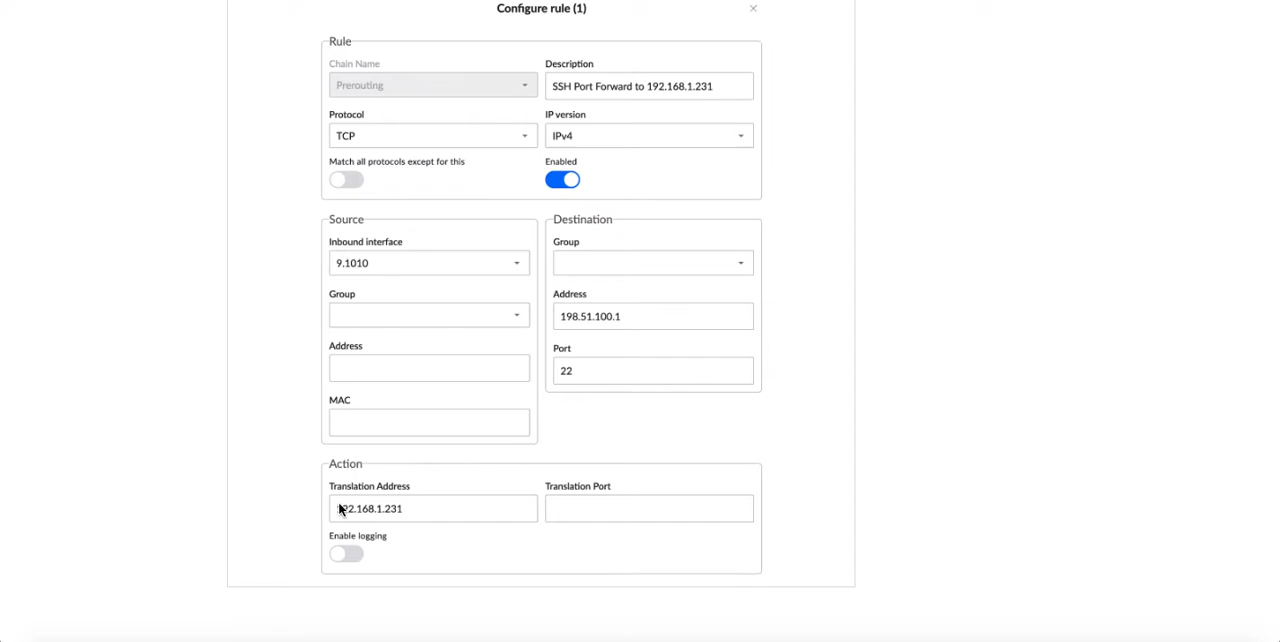 Configure rule (1)
Rule
Chain Name
Description
Prerouting
SSH Port Forward to 192.168.1.231
Protocol
IP version
TCP
IPv4
Match all protocols except for this
Enabled
Source
Destination
Inbound interface
Group
9.1010
Group
Address
198.51.100.1
Address
Port
22
MAC
Action
Translation Address
Translation Port
92.168.1.231
Enable logging